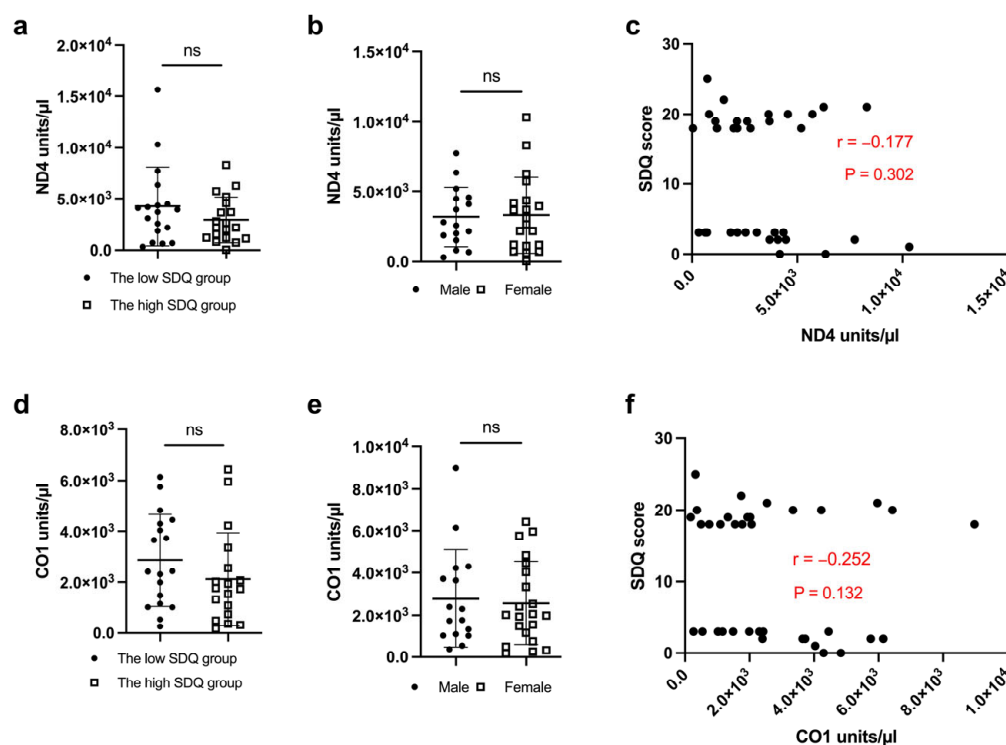 a
ns
ND4 units/µl
2.0×10⁴
1.5×10⁴
1.0×10⁴
5.0×10³
0.0
The low SDQ group
The high SDQ group
b
ns
ND4 units/µl
1.5×10⁴
1.0×10⁴
5.0×10³
0.0
Male Female
c
SDQ score
30
20
10
0
r = −0.177
P = 0.302
0.0 5.0×10³ 1.0×10⁴ 1.5×10⁴
ND4 units/µl
d
ns
CO1 units/µl
8.0×10³
6.0×10³
4.0×10³
2.0×10³
0.0
The low SDQ group
The high SDQ group
e
ns
CO1 units/µl
1.0×10⁴
8.0×10³
6.0×10³
4.0×10³
2.0×10³
0.0
Male Female
f
SDQ score
30
20
10
0
r = −0.252
P = 0.132
0.0 2.0×10³ 4.0×10³ 6.0×10³ 8.0×10³ 1.0×10⁴
CO1 units/µl